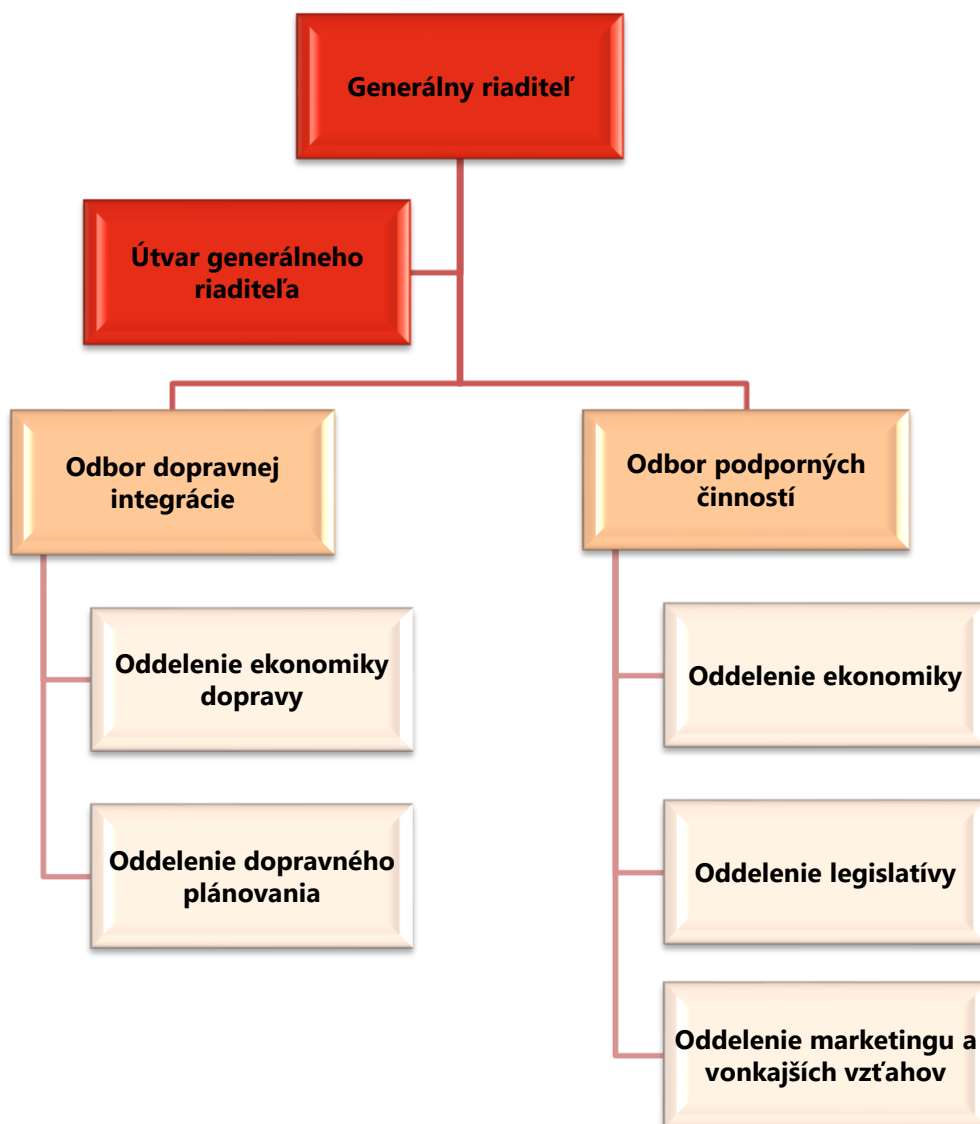 Generálny riaditeľ
Útvar generálneho
riaditeľa
Odbor dopravnej
integrácie
Oddelenie ekonomiky
dopravy
Oddelenie dopravného
plánovania
Odbor podporných
činností
Oddelenie ekonomiky
Oddelenie legislatívy
Oddelenie marketingu a
vonkajších vzťahov